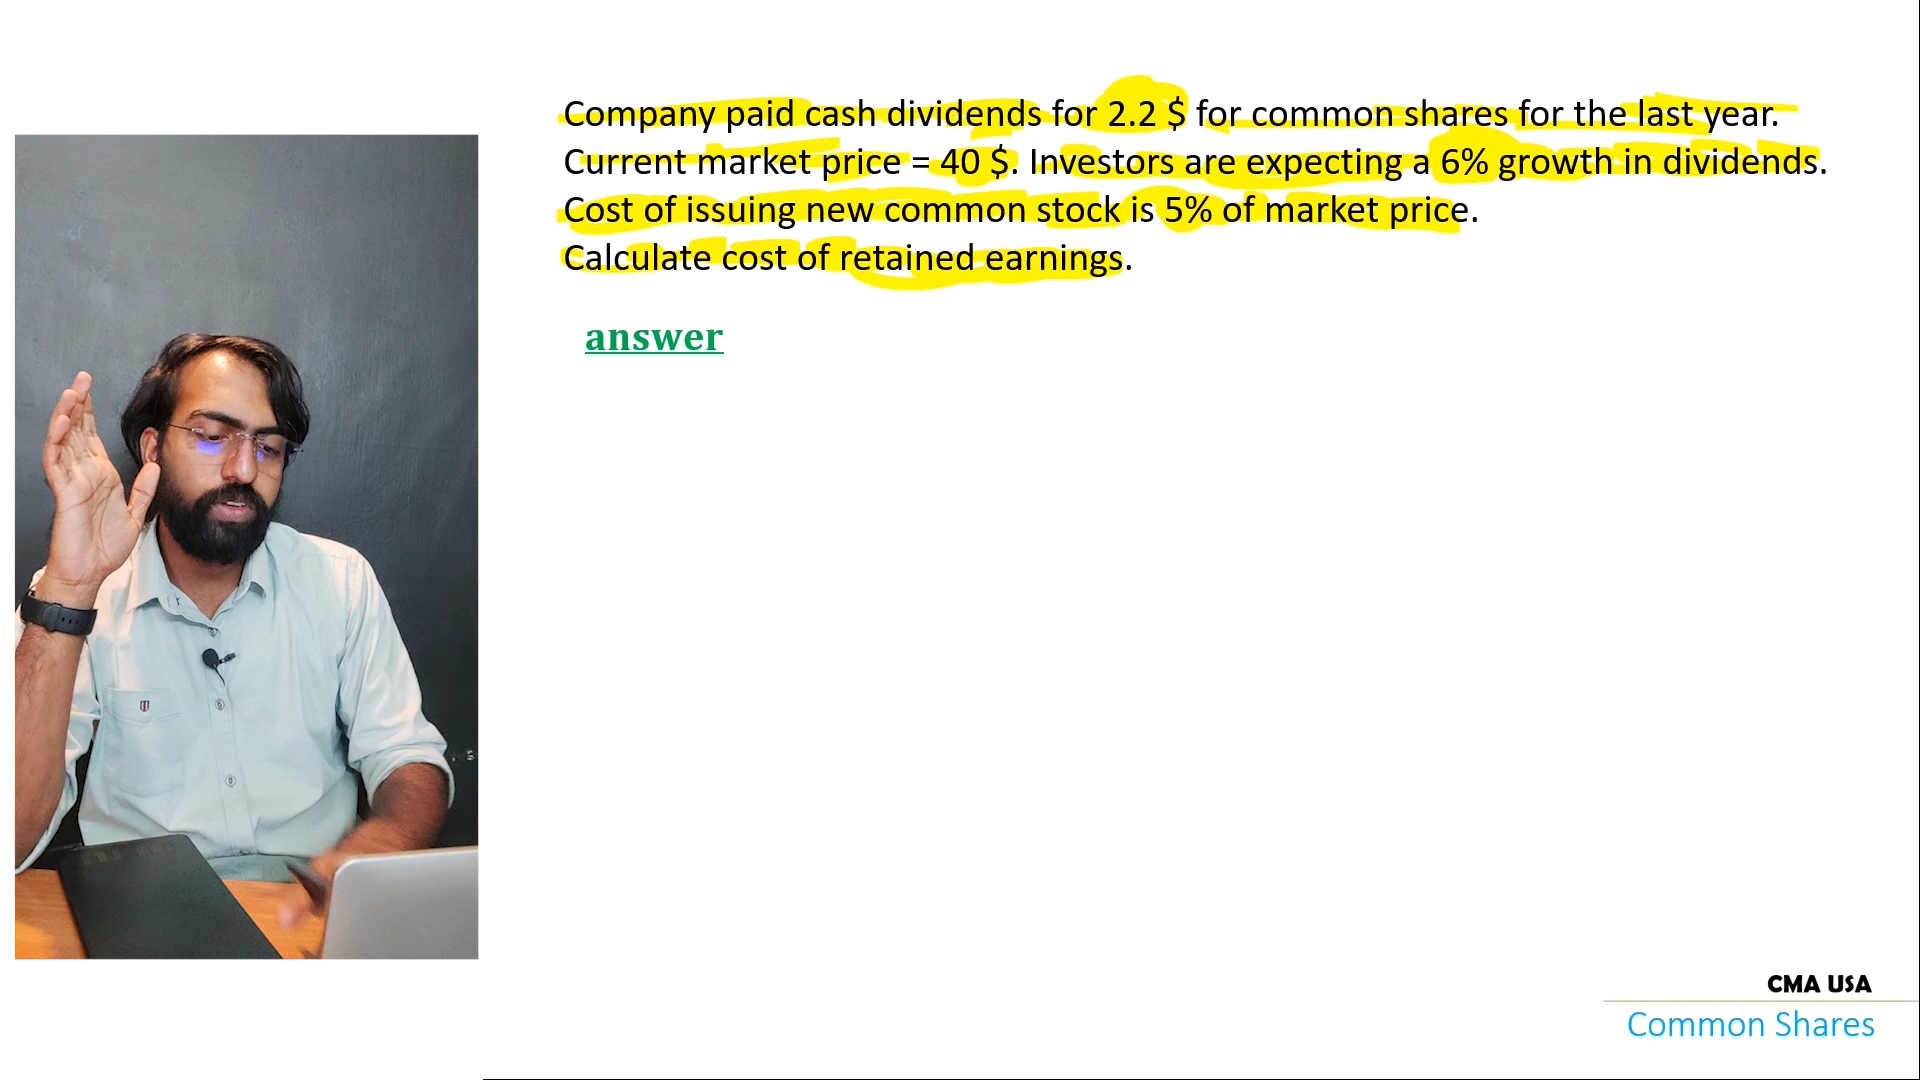 Company paid cash dividends for 2.2 $ for common shares for the last year.
Current market price = 40 $. Investors are expecting a 6% growth in dividends.
Cost of issuing new common stock is 5% of market price.
Calculate cost of retained earnings.
answer
CMA USA
Common Shares